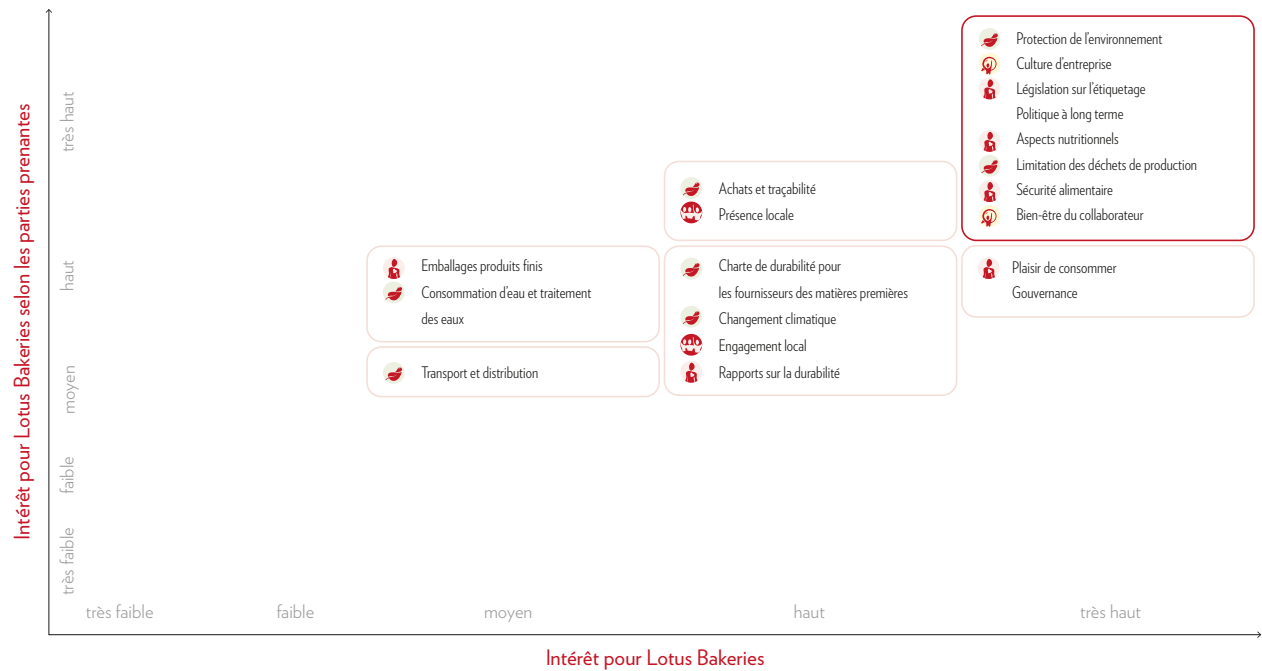 Intérêt pour Lotus Bakeries selon les parties prenantes
très haut
haut
moyen
faible
très faible
Protection de l'environnement
Culture d'entreprise
Législation sur l'étiquetage
Politique à long terme
Aspects nutritionnels
Limitation des déchets de production
Sécurité alimentaire
Bien-être du collaborateur
Achats et traçabilité
Présence locale
Emballages produits finis
Consommation d'eau et traitement
des eaux
Transport et distribution
Charte de durabilité pour
les fournisseurs des matières premières
Changement climatique
Engagement local
Rapports sur la durabilité
Plaisir de consommer
Gouvernance
très faible
faible
moyen
haut
très haut
Intérêt pour Lotus Bakeries